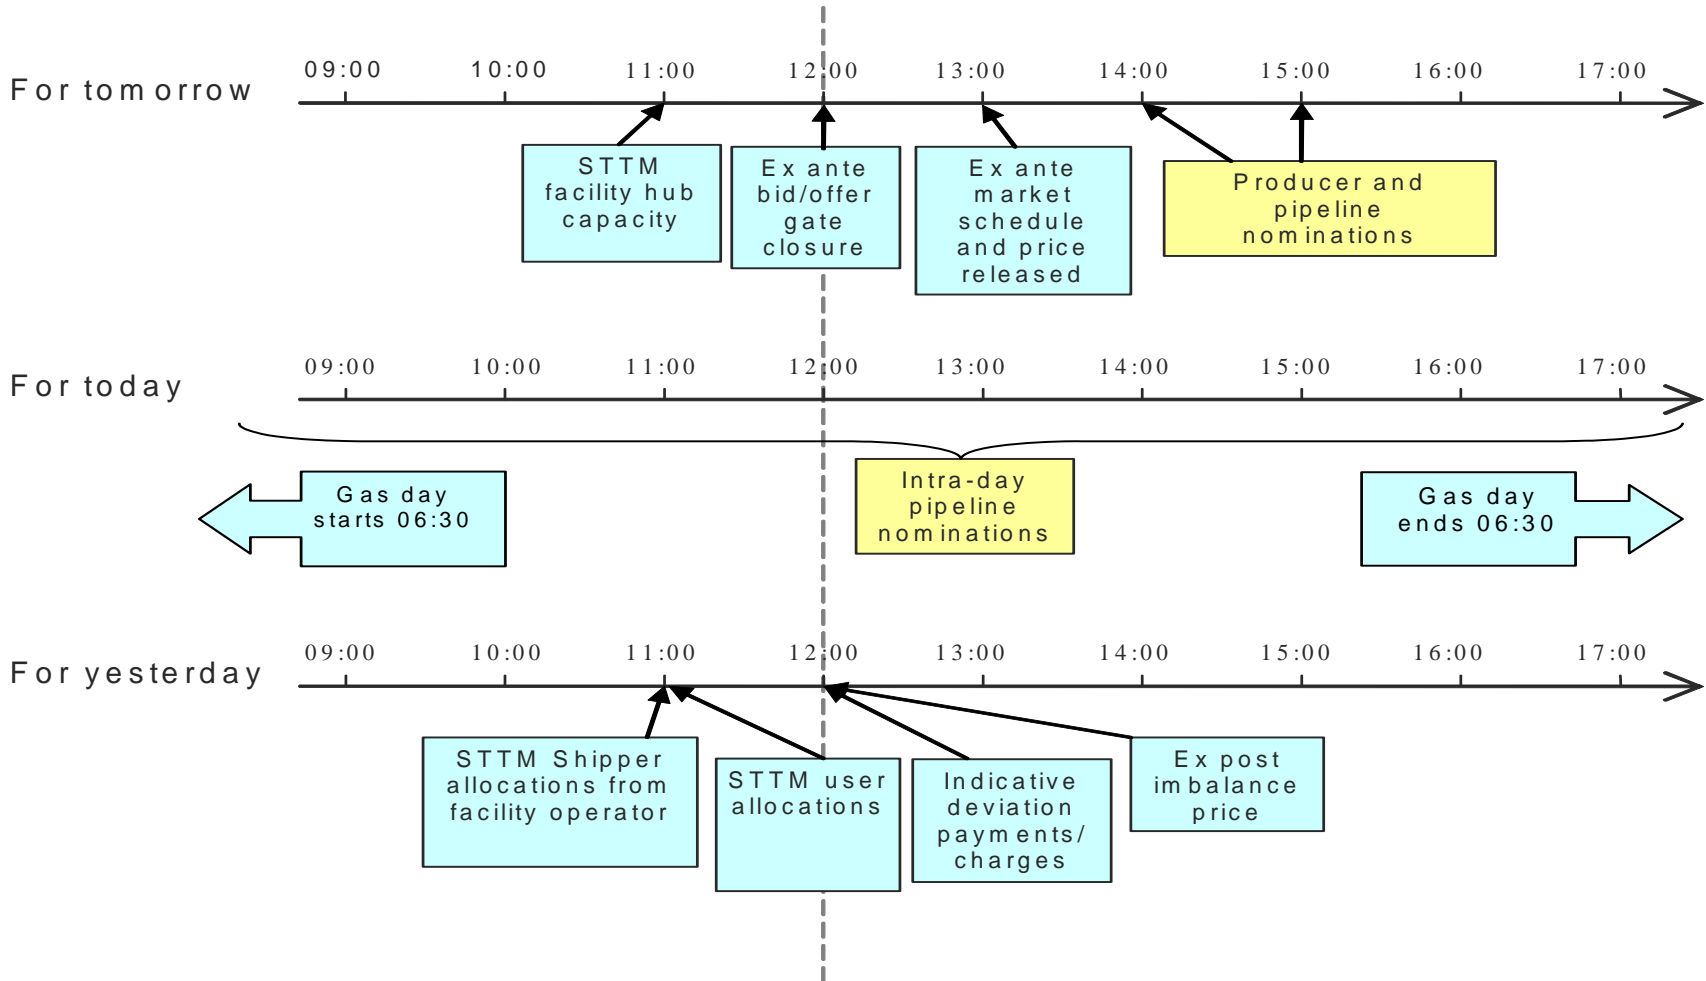 For tomorrow
09:00 10:00 11:00 12:00 13:00 14:00 15:00 16:00 17:00
STTM
facility hub
capacity
Ex ante
bid/offer
gate
closure
Ex ante
market
schedule
and price
released
Producer and
pipeline
nominations
For today
09:00 10:00 11:00 12:00 13:00 14:00 15:00 16:00 17:00
Gas day
starts 06:30
Intra-day
pipeline
nominations
Gas day
ends 06:30
For yesterday
09:00 10:00 11:00 12:00 13:00 14:00 15:00 16:00 17:00
STTM Shipper
allocations from
facility operator
STTM user
allocations
Indicative
deviation
payments/
charges
Ex post
imbalance
price